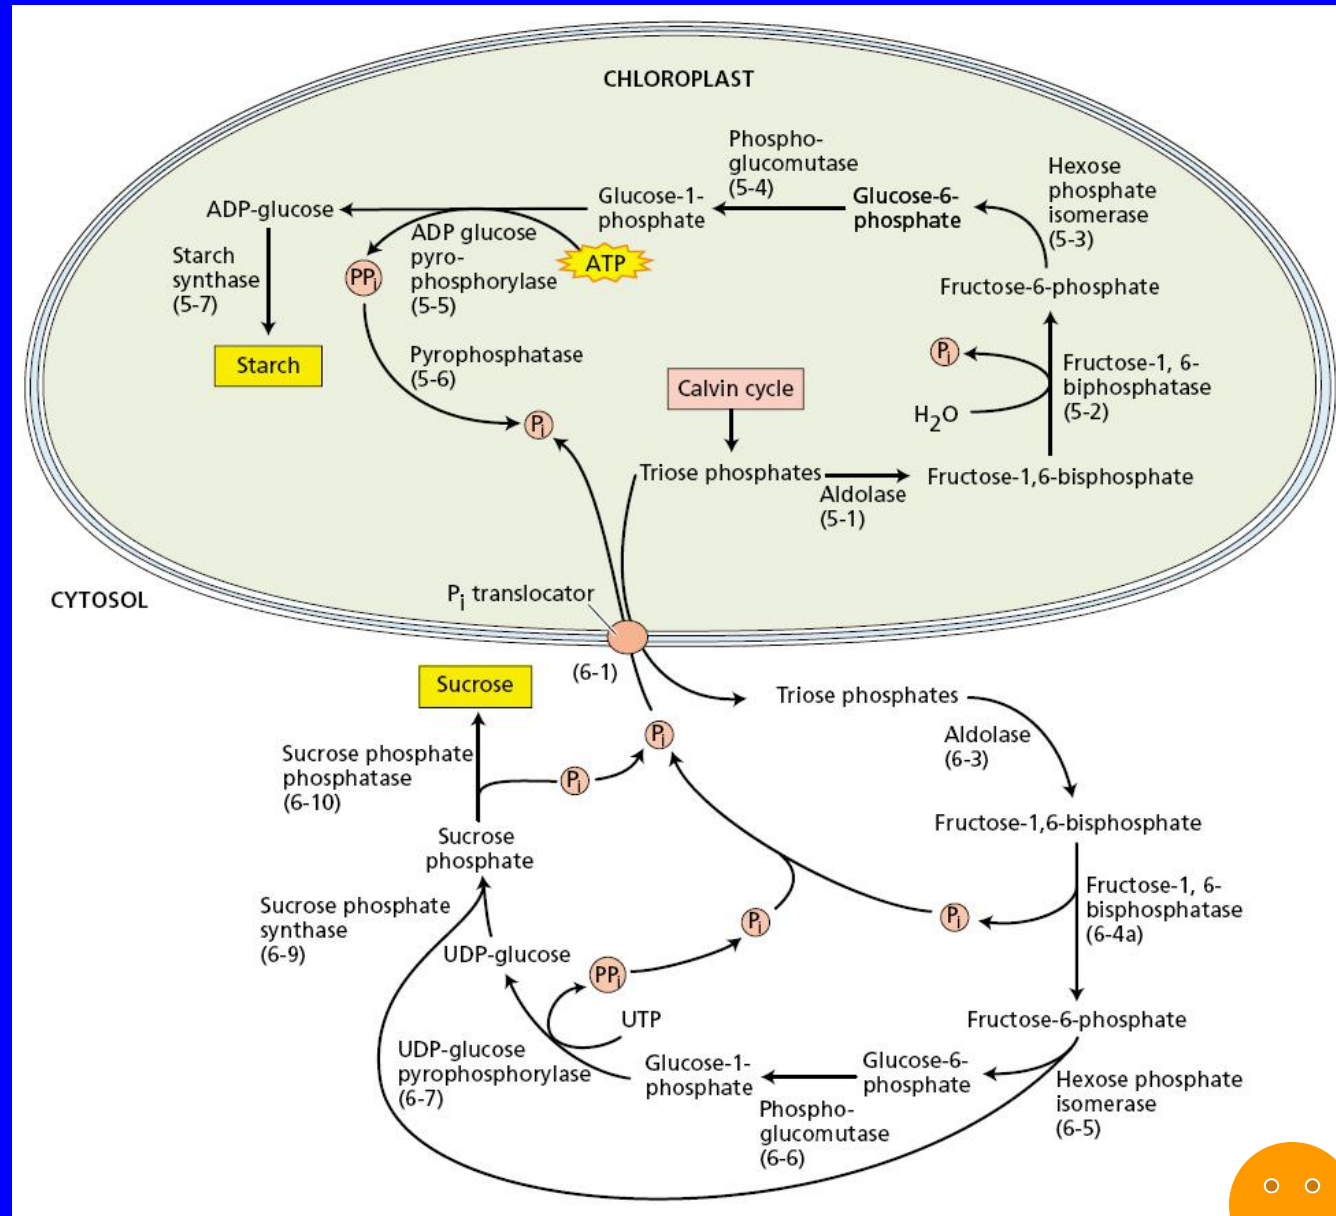 CHLOROPLAST
Phospho-
glucomutase
(5-4)
Hexose
phosphate
isomerase
(5-3)
ADP-glucose
Glucose-1-
phosphate
Glucose-6-
phosphate
Starch
synthase
(5-7)
ADP glucose
pyro-
phosphorylase
(5-5)
ATP
PPi
Fructose-6-phosphate
Starch
Pyrophosphatase
(5-6)
Pi
Fructose-1, 6-
biphosphatase
(5-2)
H2O
Calvin cycle
Pi
Triose phosphates
Aldolase
(5-1)
Fructose-1,6-bisphosphate
CYTOSOL
Pi translocator
(6-1)
Sucrose
Triose phosphates
Aldolase
(6-3)
Pi
Sucrose phosphate
phosphatase
(6-10)
Pi
Fructose-1,6-bisphosphate
Sucrose
phosphate
Fructose-1, 6-
bisphosphatase
(6-4a)
Sucrose phosphate
synthase
(6-9)
Pi
Pi
UDP-glucose
PPi
UTP
Fructose-6-phosphate
UDP-glucose
pyrophosphorylase
(6-7)
Glucose-1-
phosphate
Glucose-6-
phosphate
Hexose phosphate
isomerase
(6-5)
Phospho-
glucomutase
(6-6)